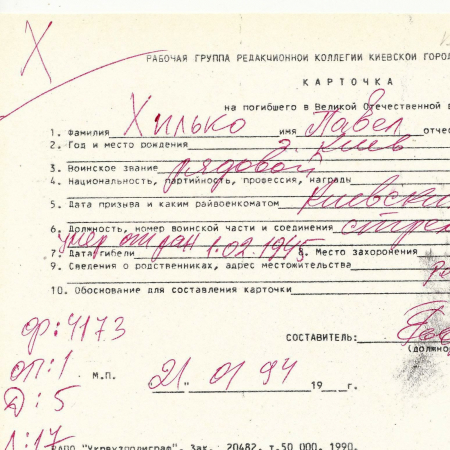 Х
РАБОЧАЯ ГРУППА РЕДАКЦИОННОЙ КОЛЛЕГИИ КИЕВСКОЙ ГОРО
КАРТОЧКА
на погибшего в Великой Отечественной в
1. Фамилия Хилько имя Павел отчес
2. Год и место рождения г. Киев
3. Воинское звание рядовой
4. Национальность, партийность, профессия, награды
5. Дата призыва и каким райвоенкоматом Киевски
6. Должность, номер воинской части и соединения стрел
7. Дата гибели умер от ран 1.02.1945 8. Место захоронения
9. Сведения о родственниках, адрес местожительства
10. Обоснование для составления карточки
ф: 4173
СОСТАВИТЕЛЬ:
(должно
оп: 1
м.п. 21 " 01 94 19 г.
Д: 5
Л: 17
"Укрвузполиграф". Зак. 20482. т.50 000. 1990.